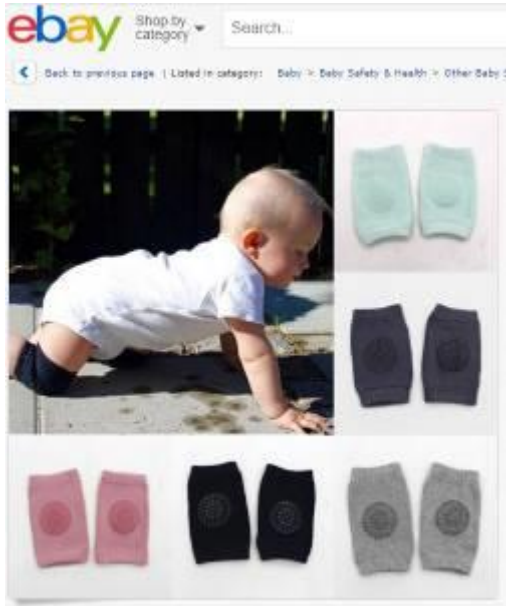 ebay
Shop by
category
Search...
Back to previous page | Listed in category: Baby > Baby Safety & Health > Other Baby